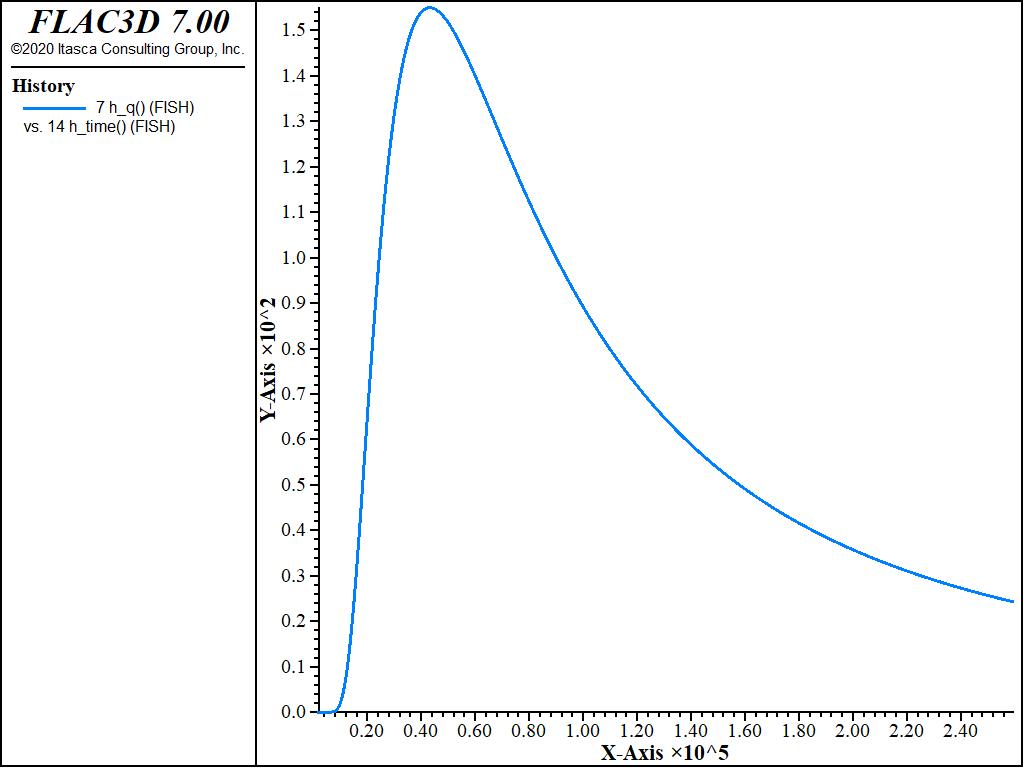 FLAC3D 7.00
©2020 Itasca Consulting Group, Inc.
History
7 h_q() (FISH)
vs. 14 h_time() (FISH)
Y-Axis ×10^2
1.5
1.4
1.3
1.2
1.1
1.0
0.9
0.8
0.7
0.6
0.5
0.4
0.3
0.2
0.1
0.0
0.20 0.40 0.60 0.80 1.00 1.20 1.40 1.60 1.80 2.00 2.20 2.40
X-Axis ×10^5